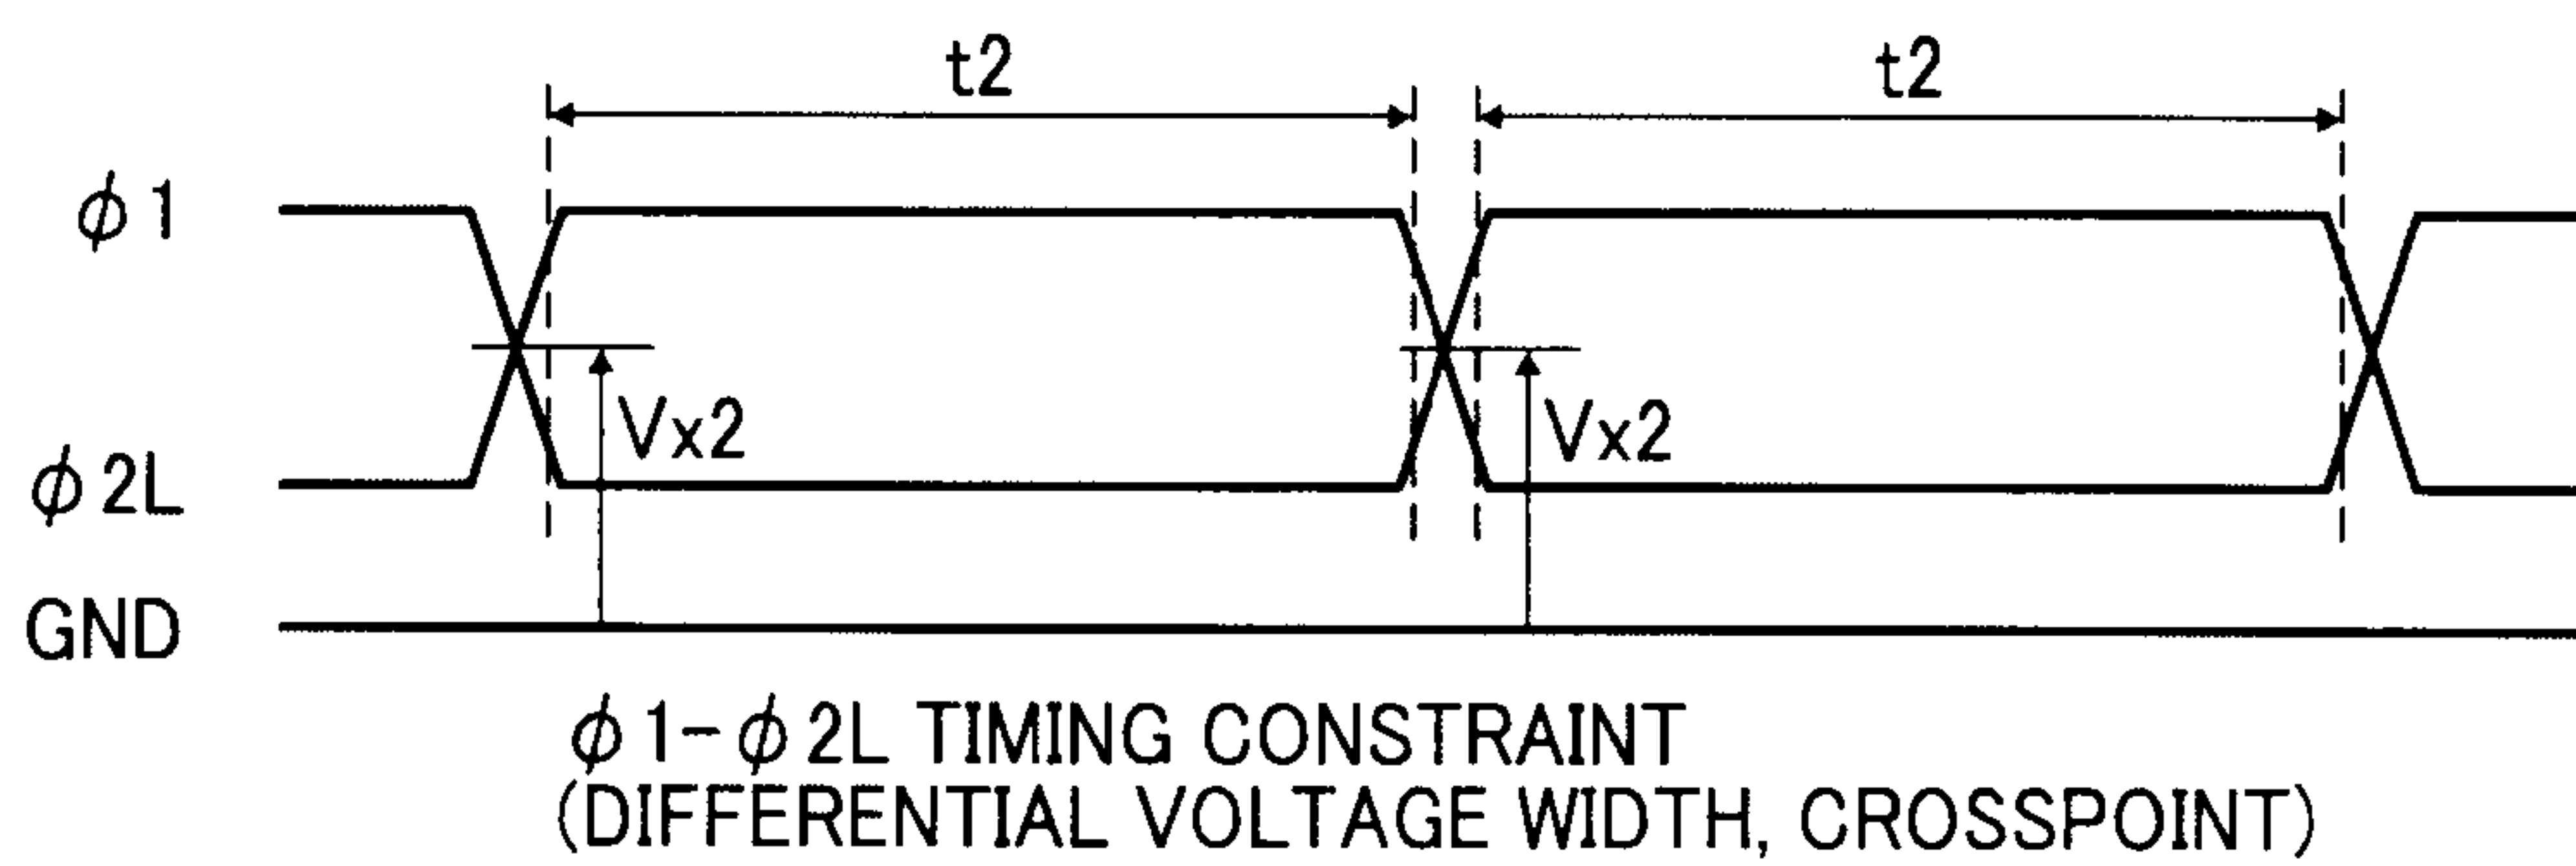 t2 t2
ϕ1
Vx2 Vx2
ϕ2L
GND
ϕ1-ϕ2L TIMING CONSTRAINT
(DIFFERENTIAL VOLTAGE WIDTH, CROSSPOINT)